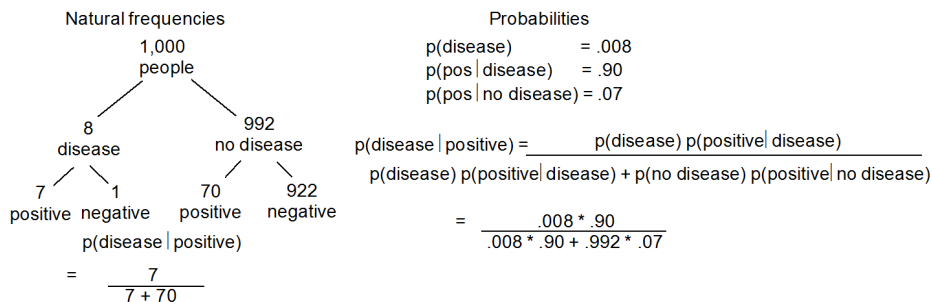 Natural frequencies
1,000
people
8
disease
992
no disease
7
positive
1
negative
70
positive
922
negative
p(disease|positive)
= 7
7 + 70
Probabilities
p(disease) = .008
p(pos|disease) = .90
p(pos|no disease) = .07
p(disease|positive) = p(disease) p(positive|disease)
p(disease) p(positive|disease) + p(no disease) p(positive|no disease)
= .008 * .90
.008 * .90 + .992 * .07